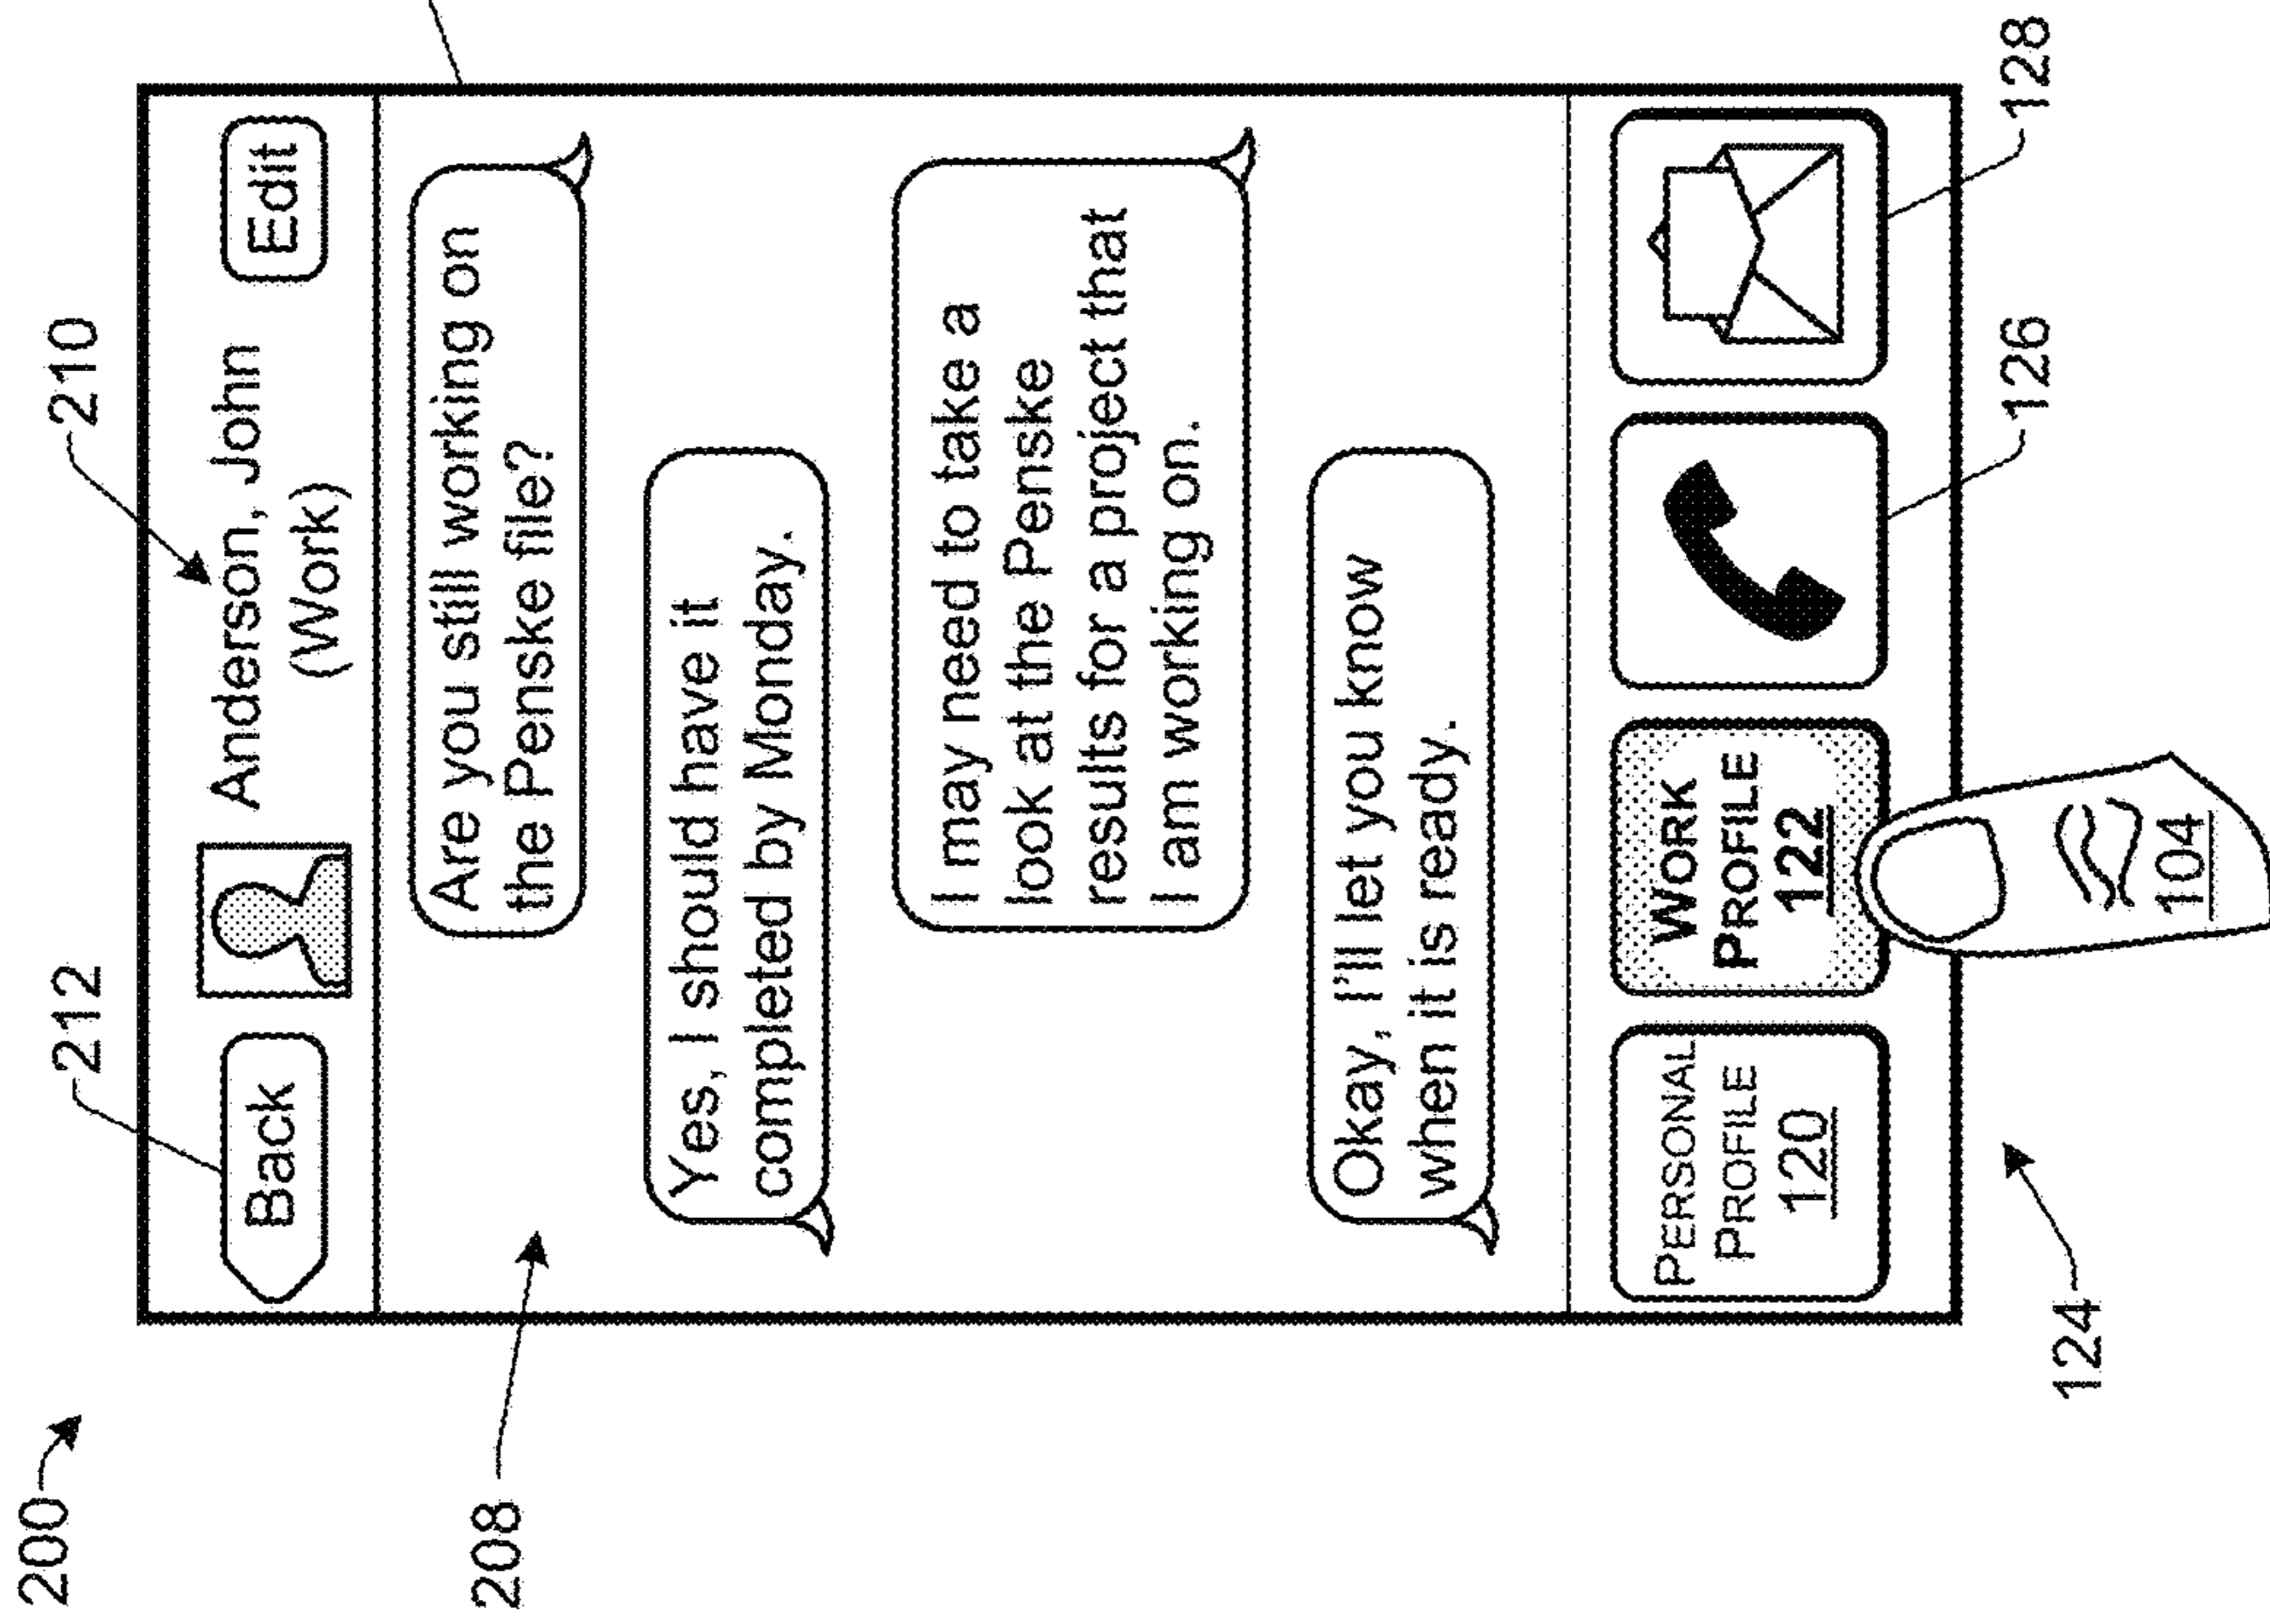 200
212
210
Back
Anderson, John
(Work)
Edit
Are you still working on
the Penske file?
208
Yes, I should have it
completed by Monday.
I may need to take a
look at the Penske
results for a project that
I am working on.
Okay, I'll let you know
when it is ready.
PERSONAL
PROFILE
120
WORK
PROFILE
122
124
126
128
104